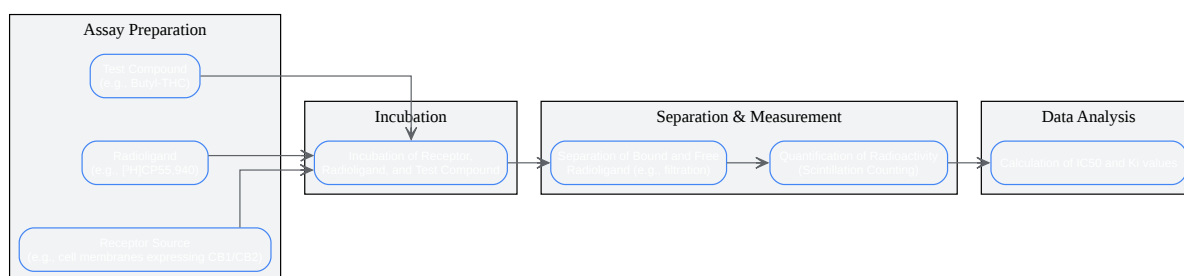 Assay Preparation
Test Compound
(e.g., Butyl-THC)
Radioligand
(e.g., [³H]CP55,940)
Receptor Source
(e.g., cell membranes expressing CB1/CB2)
Incubation
Incubation of Receptor,
Radioligand, and Test Compound
Separation & Measurement
Separation of Bound and Free
Radioligand (e.g., filtration)
Quantification of Radioactivity
(Scintillation Counting)
Data Analysis
Calculation of IC50 and Ki values